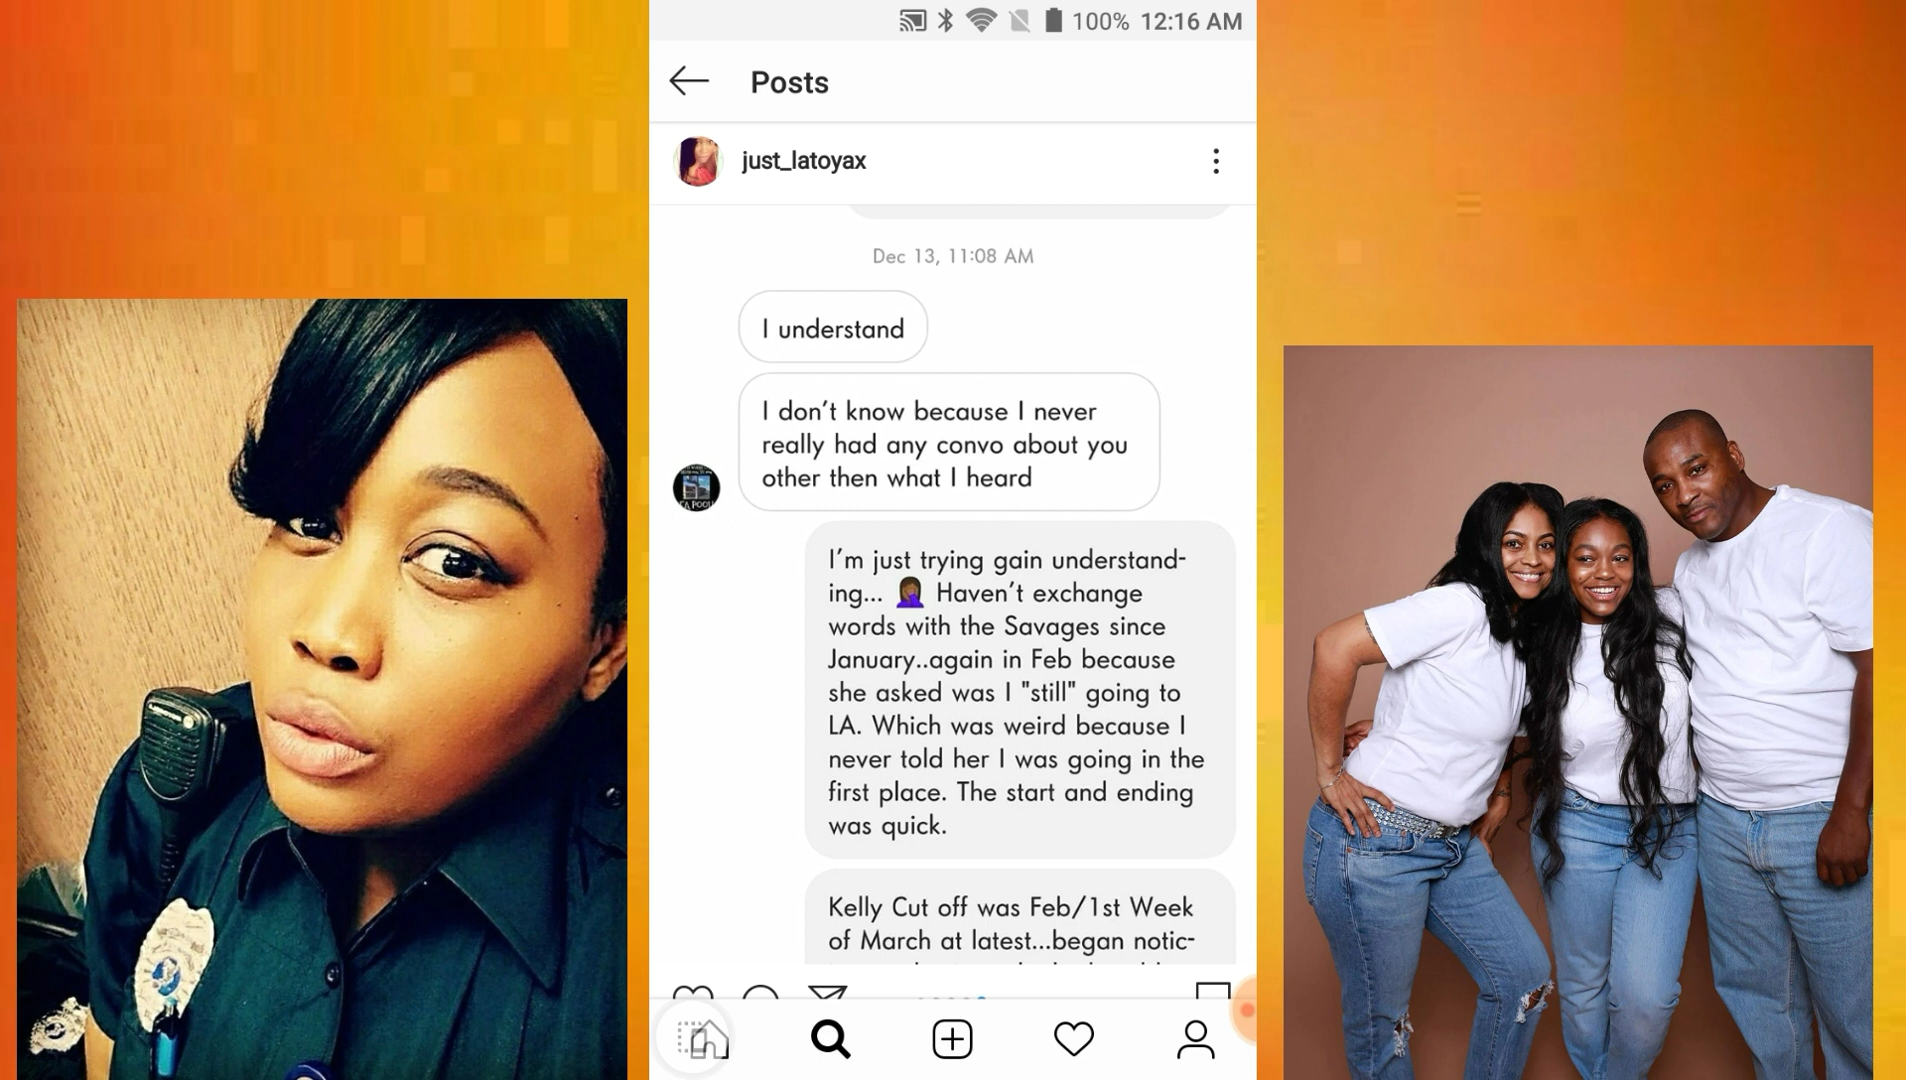 100% 12:16 AM
Posts
just_latoyax
Dec 13, 11:08 AM
I understand
I don't know because I never
really had any convo about you
other then what I heard
I'm just trying gain understand-
ing... 🤦🏾‍♀️ Haven't exchange
words with the Savages since
January..again in Feb because
she asked was I "still" going to
LA. Which was weird because I
never told her I was going in the
first place. The start and ending
was quick.
Kelly Cut off was Feb/1st Week
of March at latest...began notic-